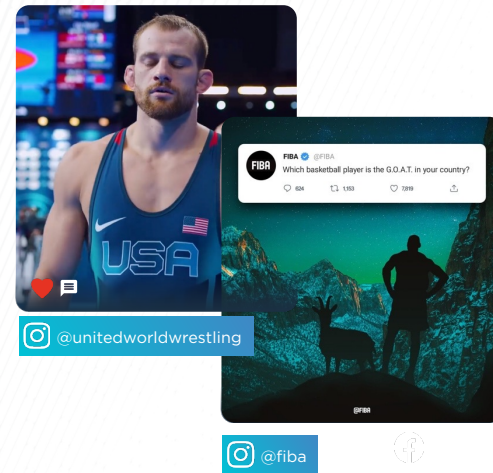 USA
@unitedworldwrestling
FIBA
FIBA @FIBA
Which basketball player is the G.O.A.T. in your country?
624 1,153 7,819
@FIBA
@fiba